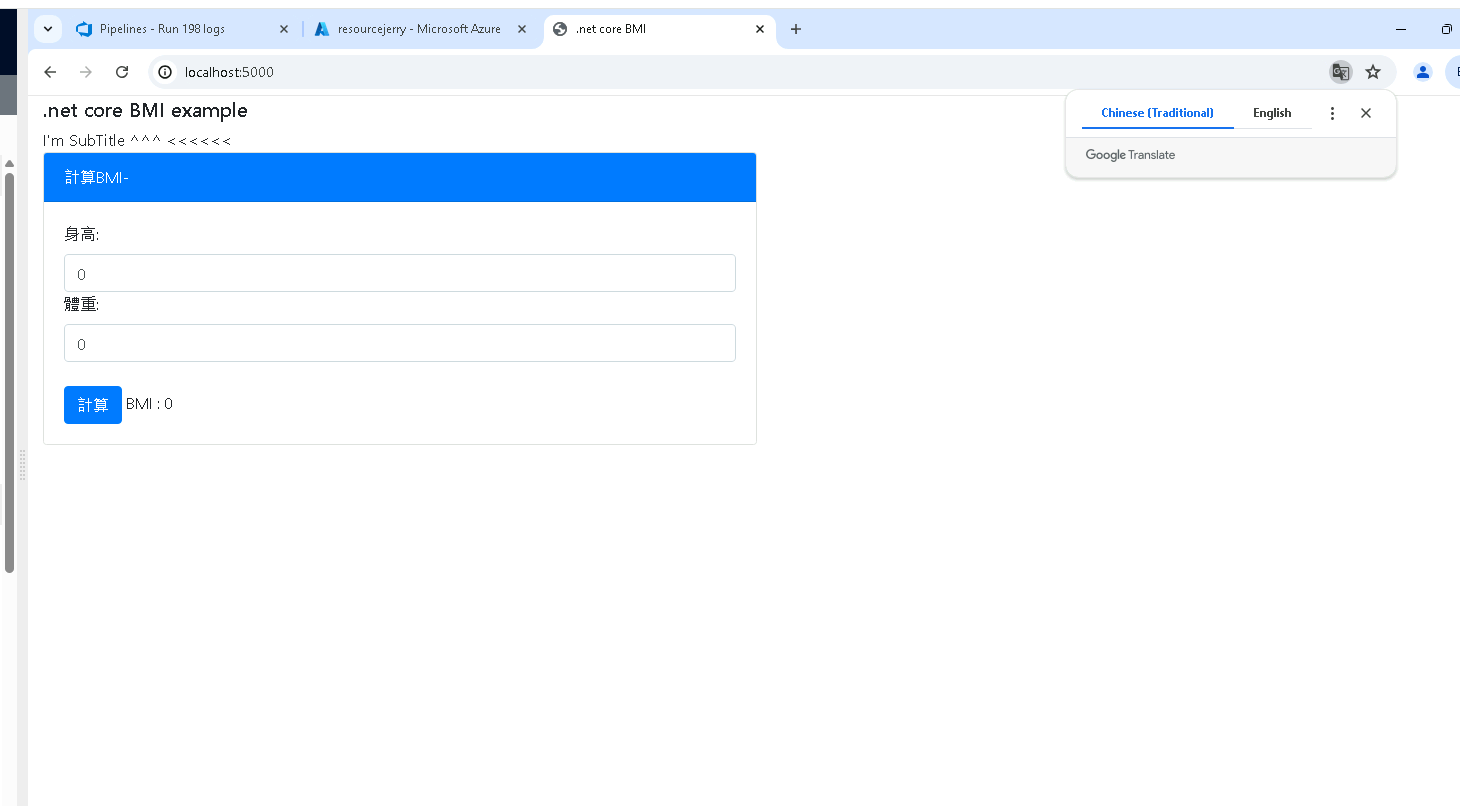 Pipelines - Run 198 logs
resourcejerry - Microsoft Azure
.net core BMI
localhost:5000
Chinese (Traditional) English
Google Translate
.net core BMI example
I'm SubTitle ^^^ <<<<<<
計算BMI-
身高:
0
體重:
0
計算 BMI : 0